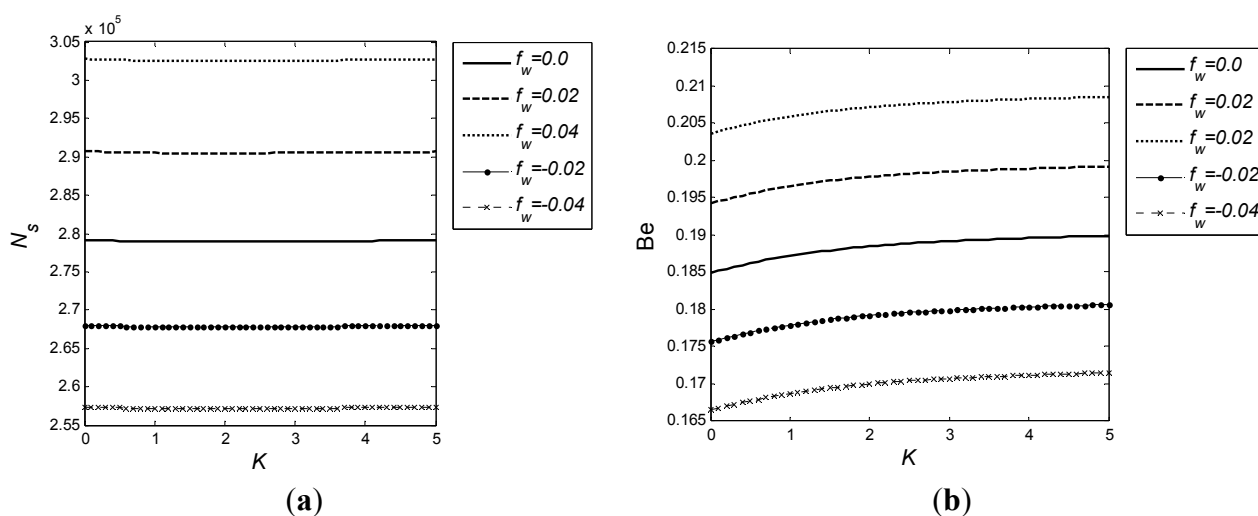 x 10^5
3 05
3
2 95
2 9
2 85
2 8
2 75
2 7
2 65
2 6
2 55
N_s
0 1 2 3 4 5
K
f_w=0.0
f_w=0.02
f_w=0.04
f_w=-0.02
f_w=-0.04
(a)
0.215
0.21
0.205
0.2
0.195
0.19
0.185
0.18
0.175
0.17
0.165
Be
0 1 2 3 4 5
K
f_w=0.0
f_w=0.02
f_w=0.02
f_w=-0.02
f_w=-0.04
(b)